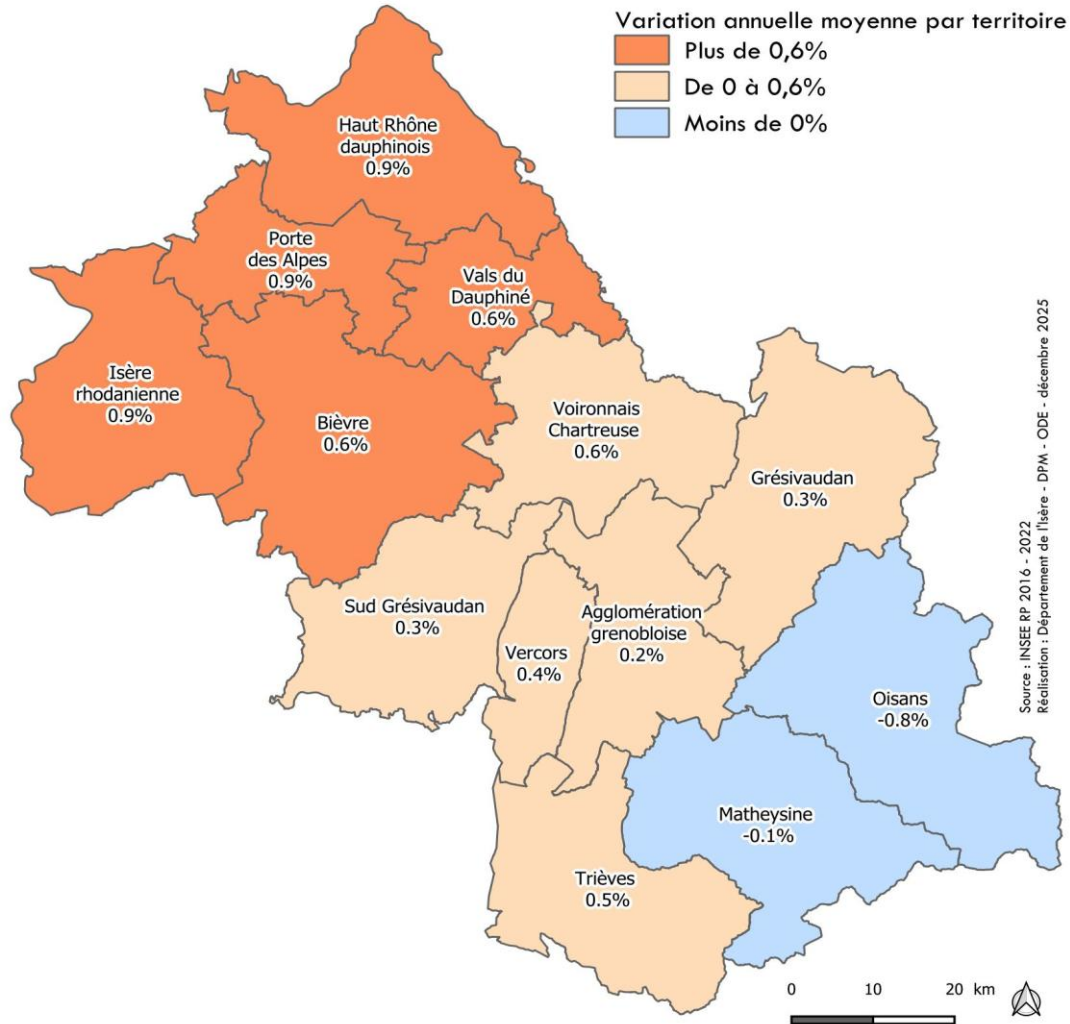 Variation annuelle moyenne par territoire
Plus de 0,6%
De 0 à 0,6%
Moins de 0%
Haut Rhône
dauphinois
0.9%
Porte
des Alpes
0.9%
Vals du
Dauphiné
0.6%
Isère
rhodanienne
0.9%
Bièvre
0.6%
Voironnais
Chartreuse
0.6%
Grésivaudan
0.3%
Sud Grésivaudan
0.3%
Vercors
0.4%
Agglomération
grenobloise
0.2%
Oisans
-0.8%
Matheysine
-0.1%
Trièves
0.5%
Source : INSEE RP 2016 - 2022
Réalisation : Département de l'Isère - DPM - ODE - décembre 2025
0 10 20 km